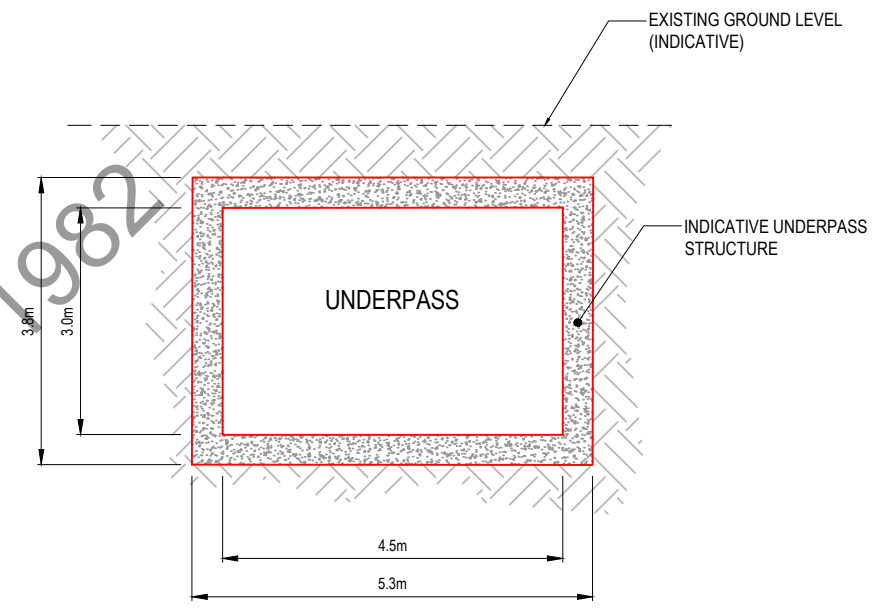 EXISTING GROUND LEVEL
(INDICATIVE)
1982
INDICATIVE UNDERPASS
STRUCTURE
UNDERPASS
3.8m
3.0m
4.5m
5.3m